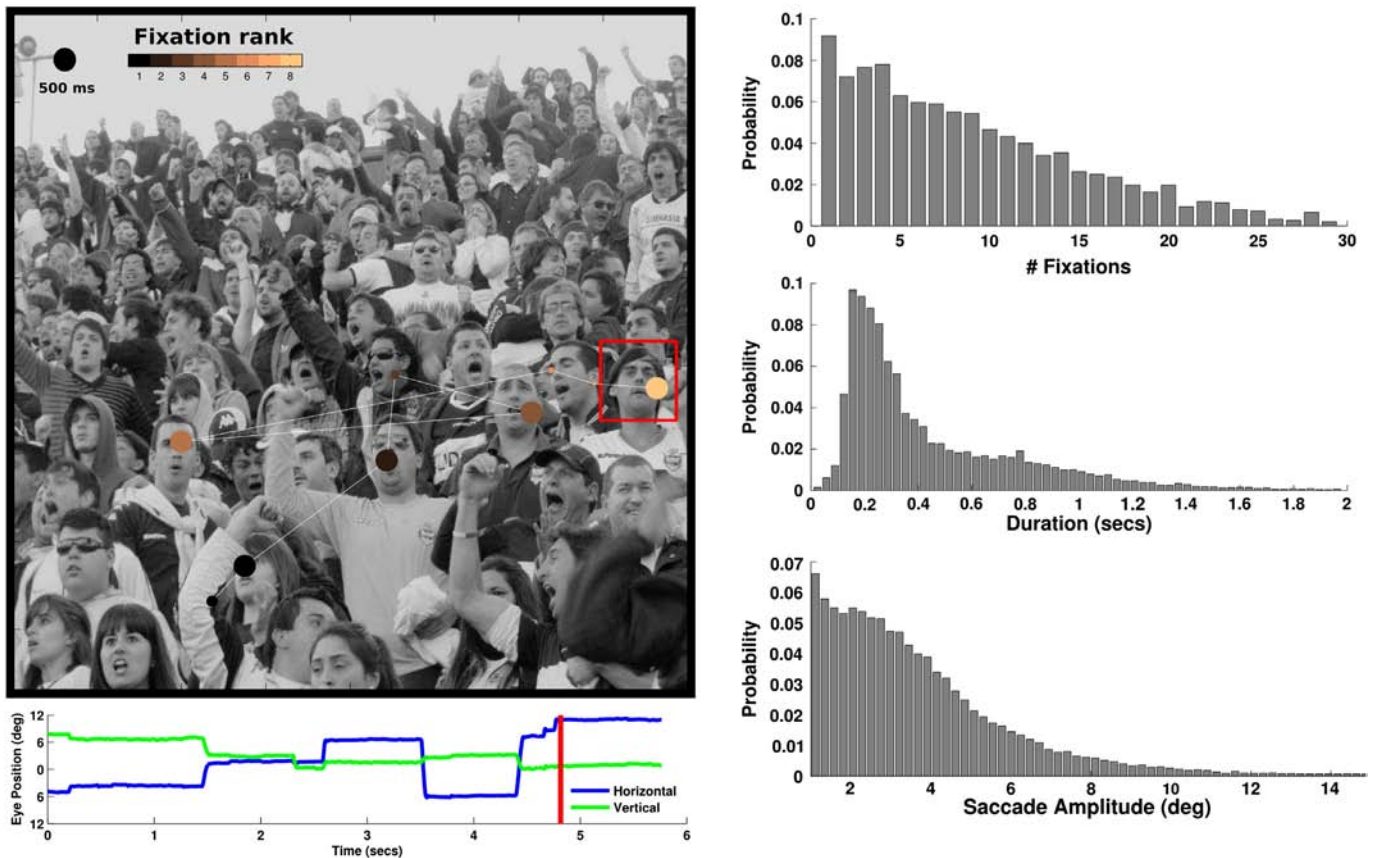 Fixation rank
500 ms
1 2 3 4 5 6 7 8
12
6
0
6
12
Eye Position (deg)
0 1 2 3 4 5 6
Time (secs)
Horizontal
Vertical
0.1
0.08
0.06
0.04
0.02
0
Probability
0 5 10 15 20 25 30
# Fixations
0.1
0.08
0.06
0.04
0.02
0
Probability
0 0.2 0.4 0.6 0.8 1 1.2 1.4 1.6 1.8 2
Duration (secs)
0.07
0.06
0.05
0.04
0.03
0.02
0.01
0
Probability
2 4 6 8 10 12 14
Saccade Amplitude (deg)